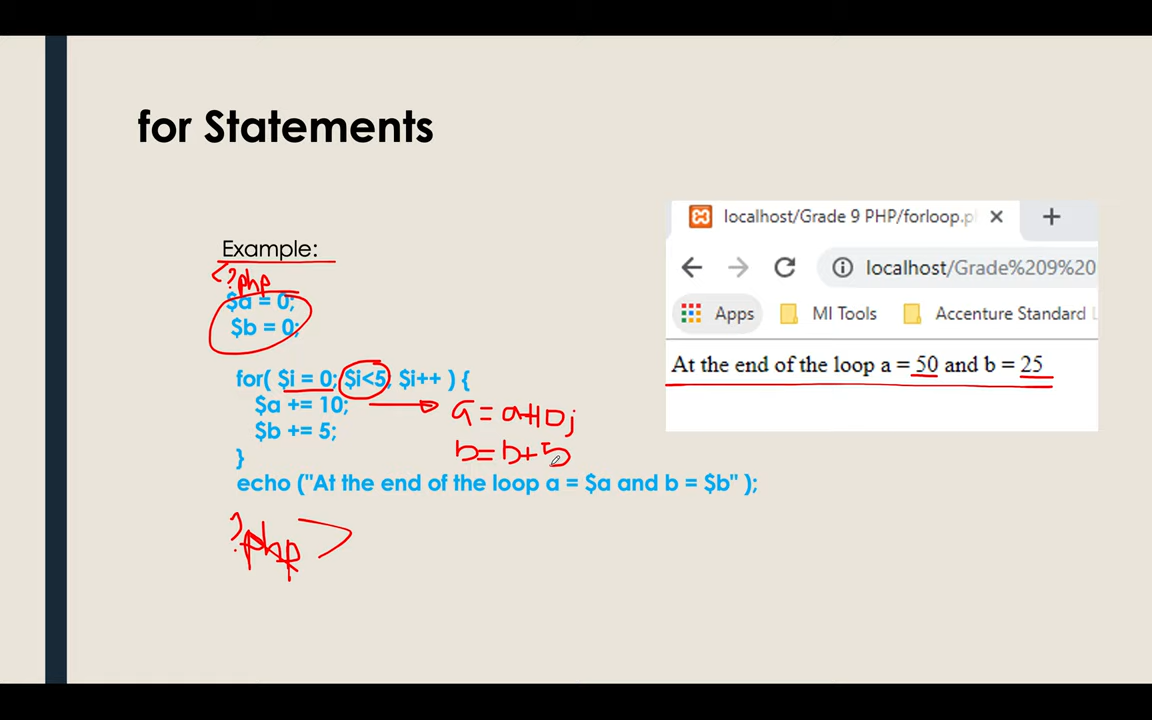 for Statements
Example:
<?php
$a = 0;
$b = 0;
for( $i = 0; $i<5; $i++ ) {
$a += 10;
a = a+10;
$b += 5;
b = b+5
}
echo ("At the end of the loop a = $a and b = $b" );
?php >
localhost/Grade 9 PHP/forloop.p
localhost/Grade%209%20
Apps
MI Tools
Accenture Standard
At the end of the loop a = 50 and b = 25